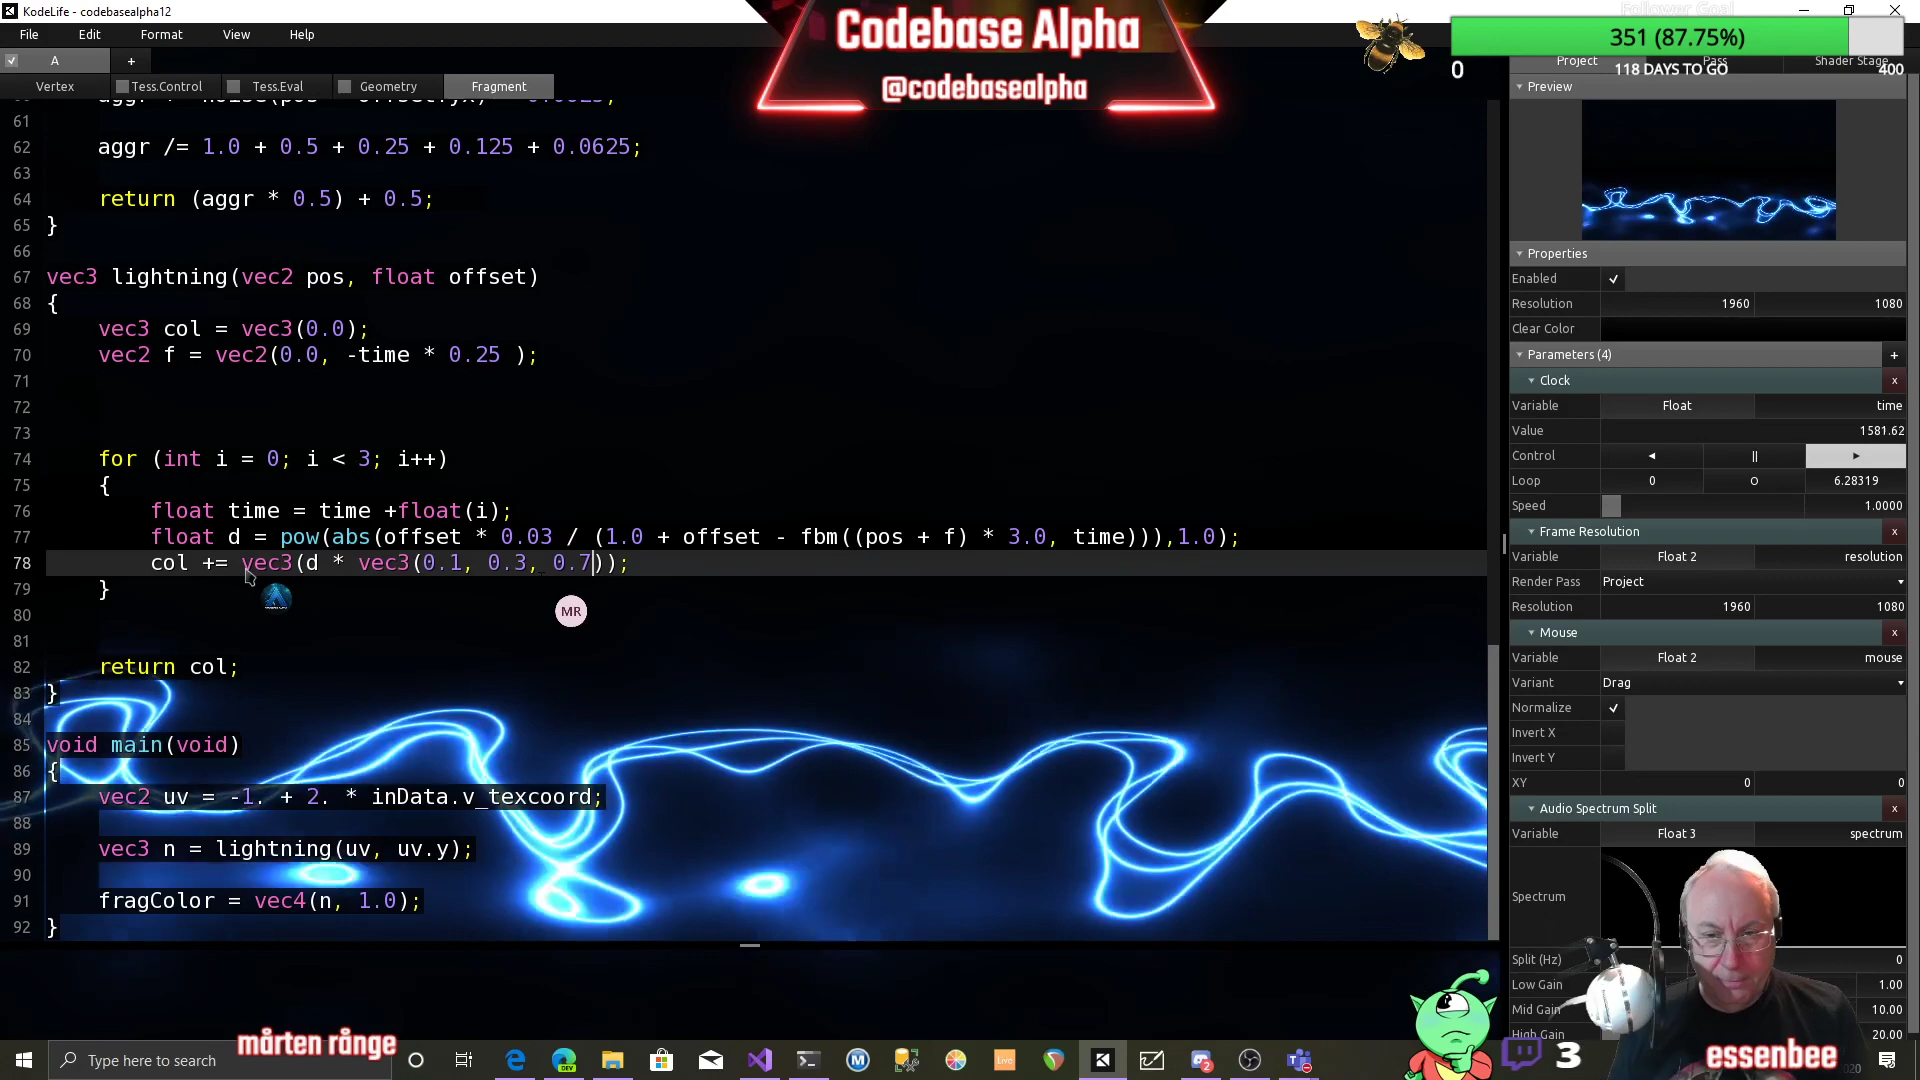 KodeLife - codebasealpha12
File Edit Format View Help
A +
Vertex Tess.Control Tess.Eval Geometry Fragment
Codebase Alpha
@codebasealpha
Follower Goal
351 (87.75%)
0 118 DAYS TO GO 400
Project Pass Shader Stage
61
62 aggr /= 1.0 + 0.5 + 0.25 + 0.125 + 0.0625;
63
64 return (aggr * 0.5) + 0.5;
65 }
66
67 vec3 lightning(vec2 pos, float offset)
68 {
69 vec3 col = vec3(0.0);
70 vec2 f = vec2(0.0, -time * 0.25 );
71
72
73
74 for (int i = 0; i < 3; i++)
75 {
76 float time = time +float(i);
77 float d = pow(abs(offset * 0.03 / (1.0 + offset - fbm((pos + f) * 3.0, time))),1.0);
78 col += vec3(d * vec3(0.1, 0.3, 0.7));
79 }
80
81
82 return col;
83 }
84
85 void main(void)
86 {
87 vec2 uv = -1. + 2. * inData.v_texcoord;
88
89 vec3 n = lightning(uv, uv.y);
90
91 fragColor = vec4(n, 1.0);
92 }
MR
Preview
Properties
Enabled
Resolution 1960 1080
Clear Color
Parameters (4) +
Clock x
Variable Float time
Value 1581.62
Control
Loop 0 O 6.28319
Speed 1.0000
Frame Resolution x
Variable Float 2 resolution
Render Pass Project
Resolution 1960 1080
Mouse x
Variable Float 2 mouse
Variant Drag
Normalize
Invert X
Invert Y
XY 0 0
Audio Spectrum Split x
Variable Float 3 spectrum
Spectrum
Split (Hz) 0
Low Gain 1.00
Mid Gain 10.00
High Gain 20.00
mårten rånge
3
essenbee
Type here to search